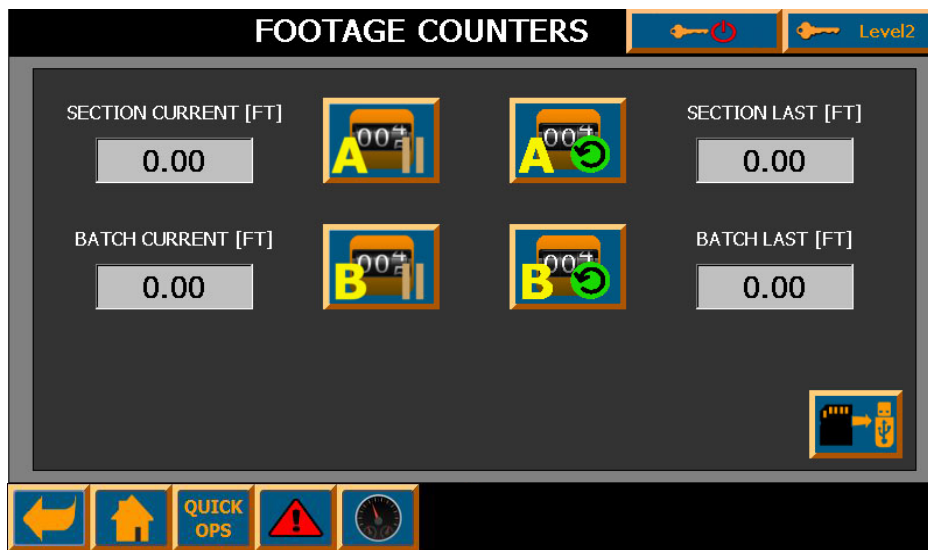 FOOTAGE COUNTERS
Level2
SECTION CURRENT [FT]
SECTION LAST [FT]
0.00
A
A
0.00
BATCH CURRENT [FT]
BATCH LAST [FT]
0.00
B
B
0.00
QUICK
OPS